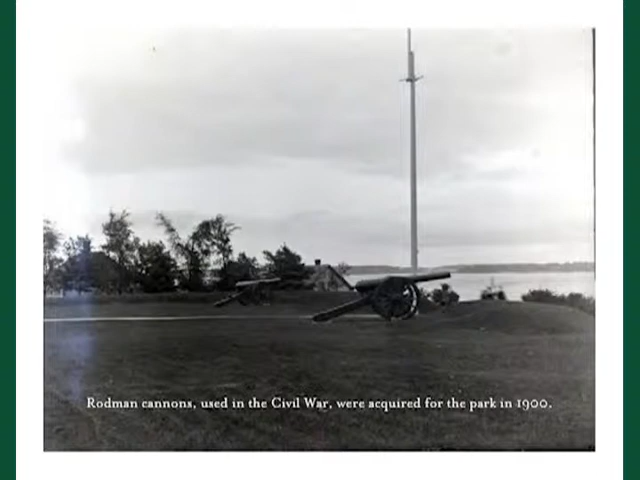 Rodman cannons, used in the Civil War, were acquired for the park in 1900.